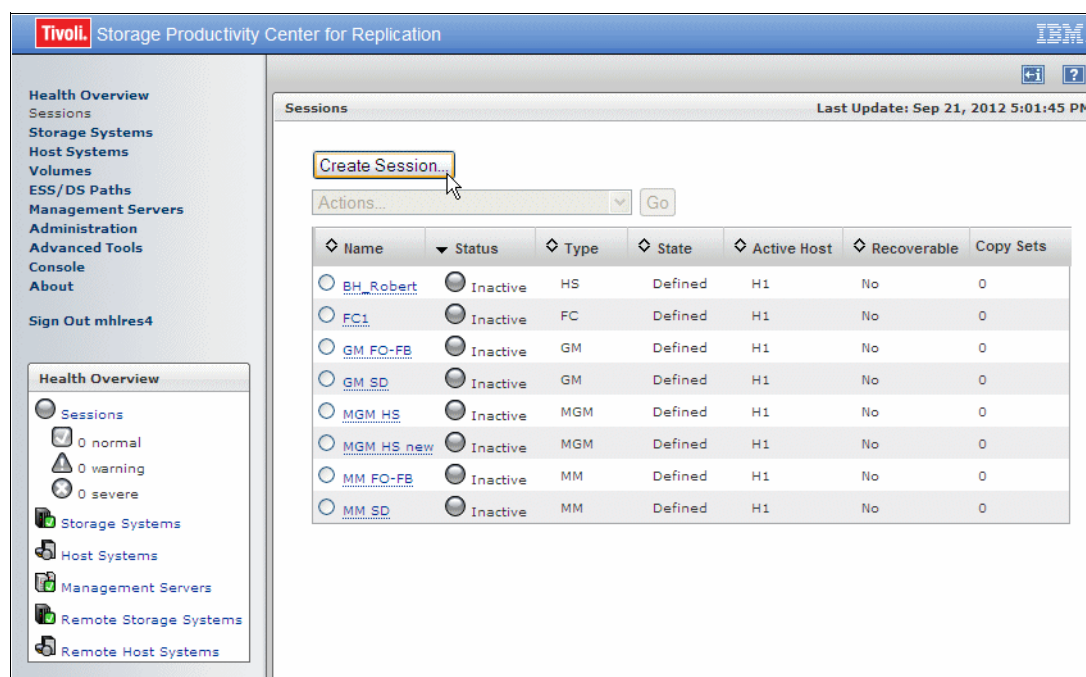 Tivoli. Storage Productivity Center for Replication
IBM
Health Overview
Sessions
Storage Systems
Host Systems
Volumes
ESS/DS Paths
Management Servers
Administration
Advanced Tools
Console
About
Sign Out mhlres4
Health Overview
Sessions
0 normal
0 warning
0 severe
Storage Systems
Host Systems
Management Servers
Remote Storage Systems
Remote Host Systems
i ?
Sessions Last Update: Sep 21, 2012 5:01:45 PM
Create Session...
Actions... Go
Name Status Type State Active Host Recoverable Copy Sets
BH_Robert Inactive HS Defined H1 No 0
FC1 Inactive FC Defined H1 No 0
GM FO-FB Inactive GM Defined H1 No 0
GM SD Inactive GM Defined H1 No 0
MGM HS Inactive MGM Defined H1 No 0
MGM HS new Inactive MGM Defined H1 No 0
MM FO-FB Inactive MM Defined H1 No 0
MM SD Inactive MM Defined H1 No 0